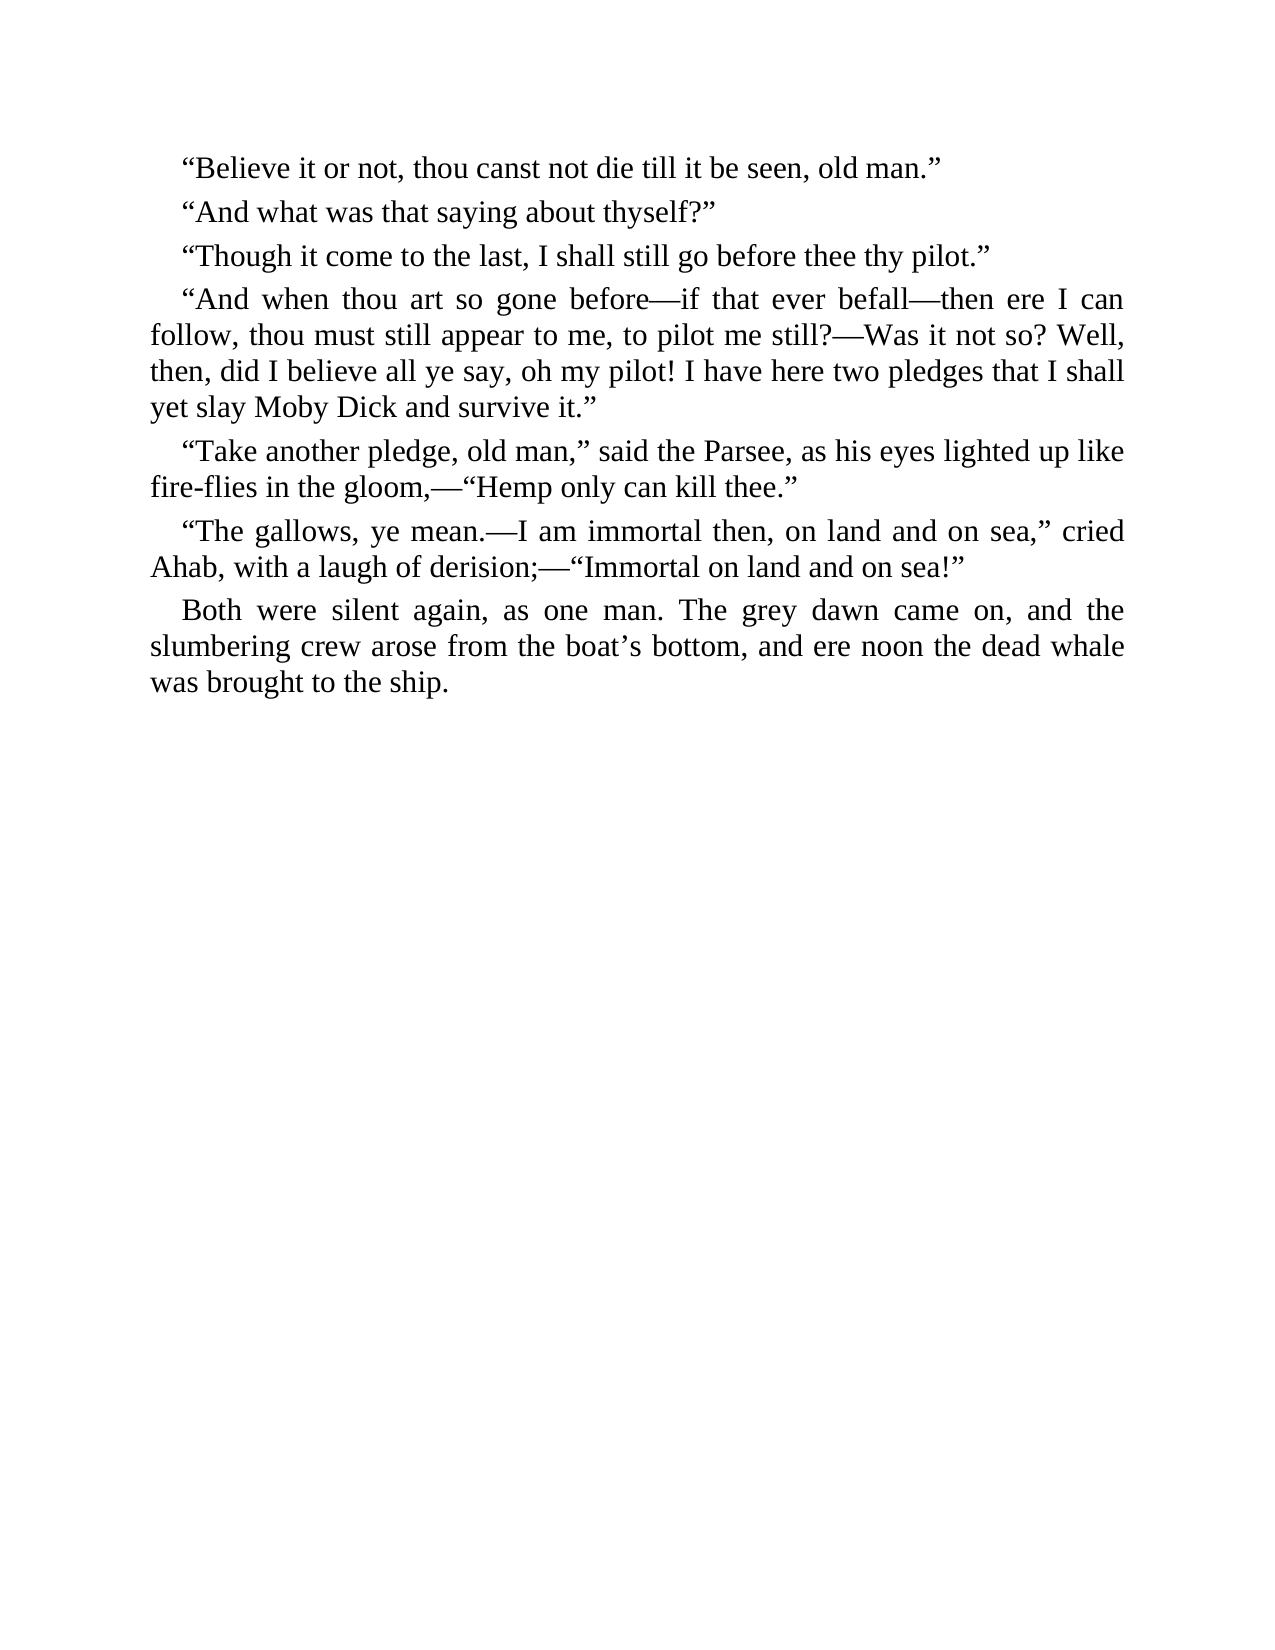 “Believe it or not, thou canst not die till it be seen, old man.”
“And what was that saying about thyself?”
“Though it come to the last, I shall still go before thee thy pilot.”
“And when thou art so gone before—if that ever befall—then ere I can
follow, thou must still appear to me, to pilot me still?—Was it not so? Well,
then, did I believe all ye say, oh my pilot! I have here two pledges that I shall
yet slay Moby Dick and survive it.”
“Take another pledge, old man,” said the Parsee, as his eyes lighted up like
fire-flies in the gloom,—“Hemp only can kill thee.”
“The gallows, ye mean.—I am immortal then, on land and on sea,” cried
Ahab, with a laugh of derision;—“Immortal on land and on sea!”
Both were silent again, as one man. The grey dawn came on, and the
slumbering crew arose from the boat’s bottom, and ere noon the dead whale
was brought to the ship.